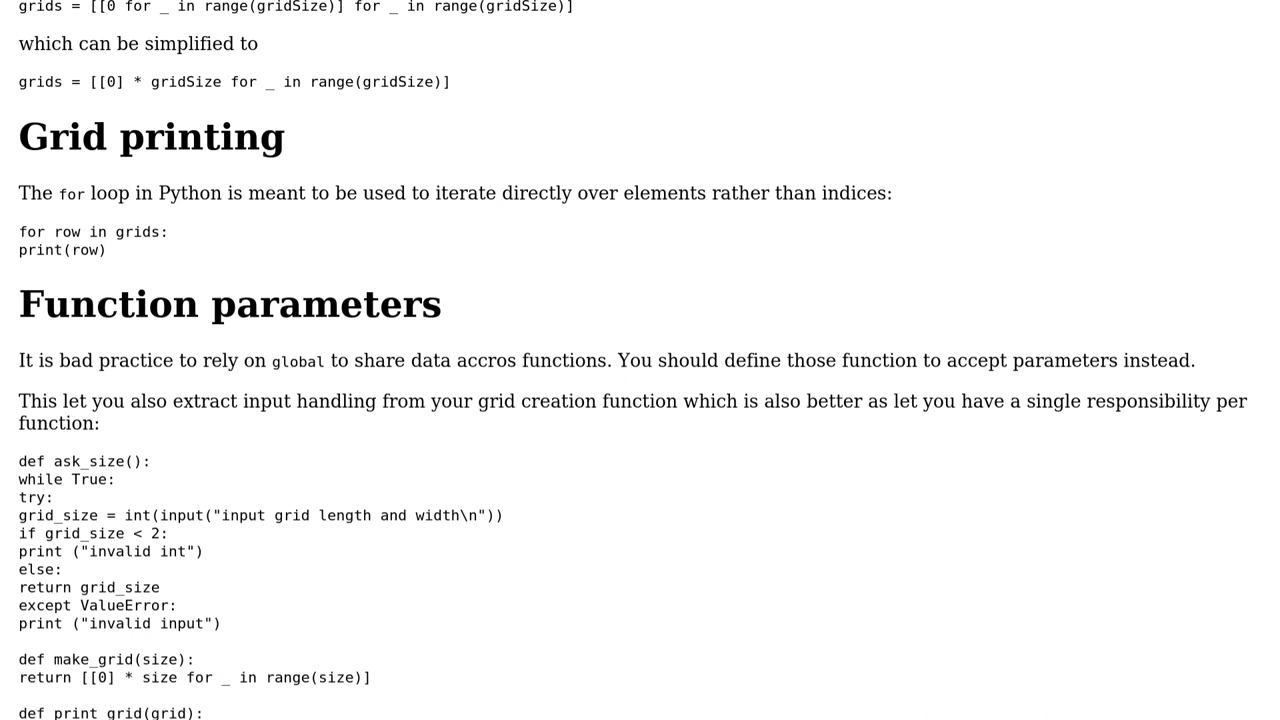 grids = [[0 for _ in range(gridSize)] for _ in range(gridSize)]
which can be simplified to
grids = [[0] * gridSize for _ in range(gridSize)]
Grid printing
The for loop in Python is meant to be used to iterate directly over elements rather than indices:
for row in grids:
print(row)
Function parameters
It is bad practice to rely on global to share data accros functions. You should define those function to accept parameters instead.
This let you also extract input handling from your grid creation function which is also better as let you have a single responsibility per
function:
def ask_size():
while True:
try:
grid_size = int(input("input grid length and width\n"))
if grid_size < 2:
print ("invalid int")
else:
return grid_size
except ValueError:
print ("invalid input")
def make_grid(size):
return [[0] * size for _ in range(size)]
def print_grid(grid):